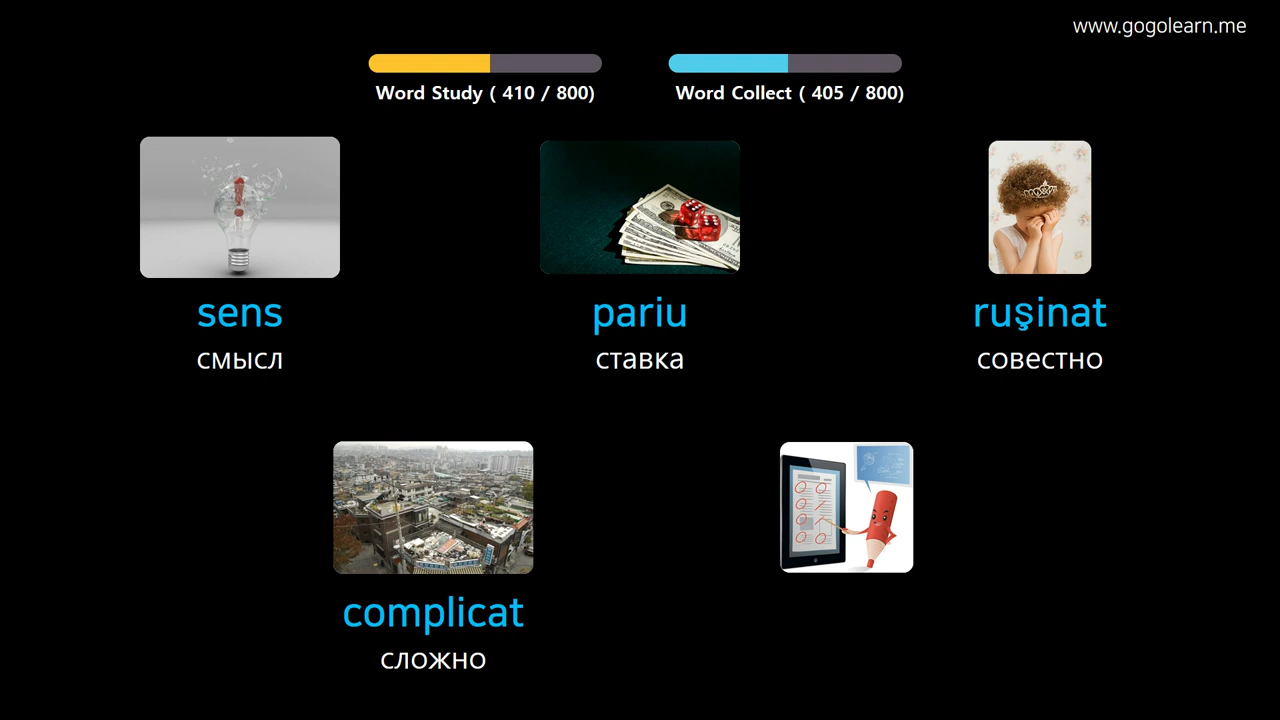 www.gogolearn.me
Word Study ( 410 / 800)
Word Collect ( 405 / 800)
sens
смысл
pariu
ставка
ruşinat
совестно
complicat
сложно